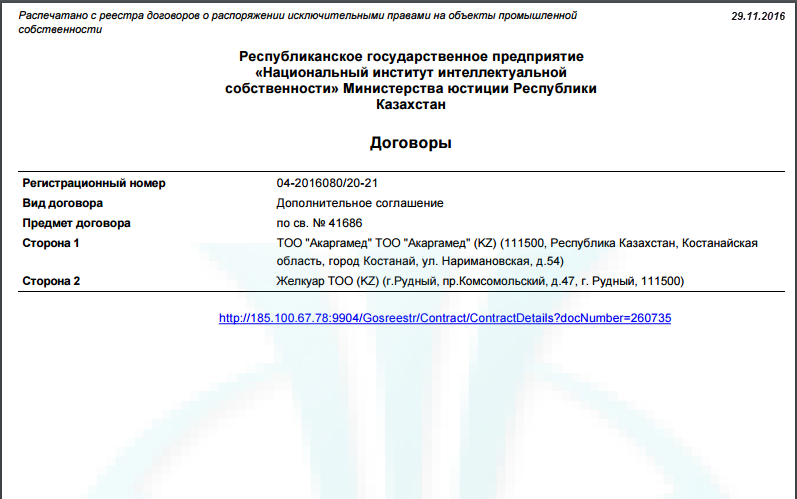 Распечатано с реестра договоров о распоряжении исключительными правами на объекты промышленной
собственности
29.11.2016
Республиканское государственное предприятие
«Национальный институт интеллектуальной
собственности» Министерства юстиции Республики
Казахстан
Договоры
Регистрационный номер 04-2016080/20-21
Вид договора Дополнительное соглашение
Предмет договора по св. № 41686
Сторона 1 ТОО "Акаргамед" ТОО "Акаргамед" (KZ) (111500, Республика Казахстан, Костанайская
область, город Костанай, ул. Наримановская, д.54)
Сторона 2 Желкуар ТОО (KZ) (г.Рудный, пр.Комсомольский, д.47, г. Рудный, 111500)
http://185.100.67.78:9904/Gosreestr/Contract/ContractDetails?docNumber=260735